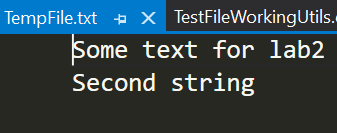 TempFile.txt TestFileWorkingUtils.
Some text for lab2
Second string